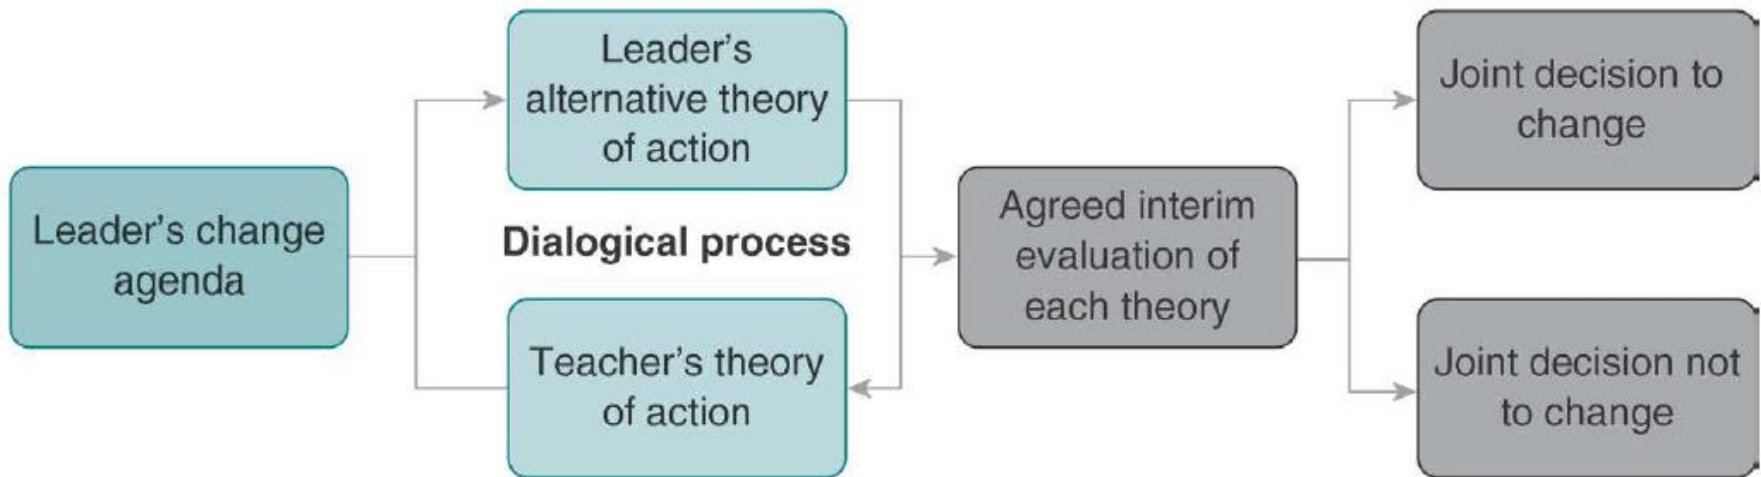 Leader's change
agenda
Leader's
alternative theory
of action
Dialogical process
Teacher's theory
of action
Agreed interim
evaluation of
each theory
Joint decision to
change
Joint decision not
to change